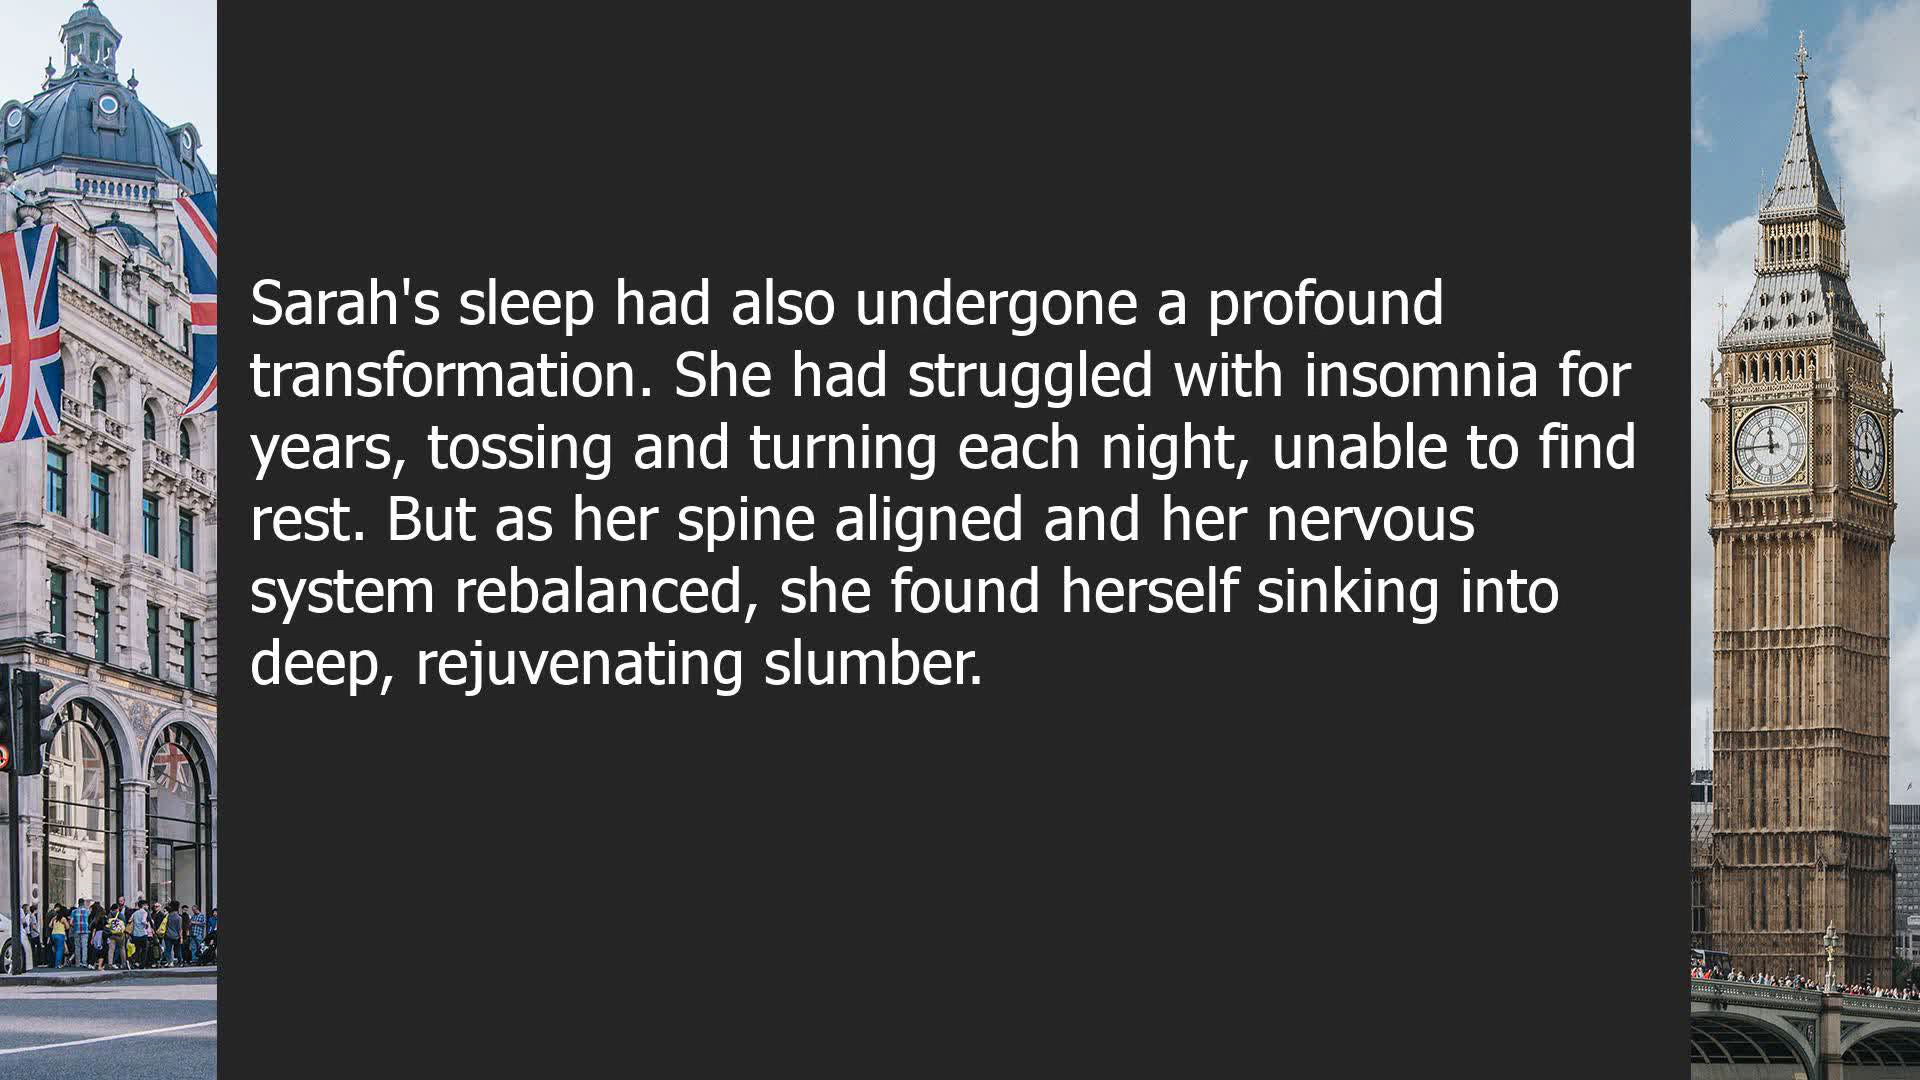 Sarah's sleep had also undergone a profound
transformation. She had struggled with insomnia for
years, tossing and turning each night, unable to find
rest. But as her spine aligned and her nervous
system rebalanced, she found herself sinking into
deep, rejuvenating slumber.